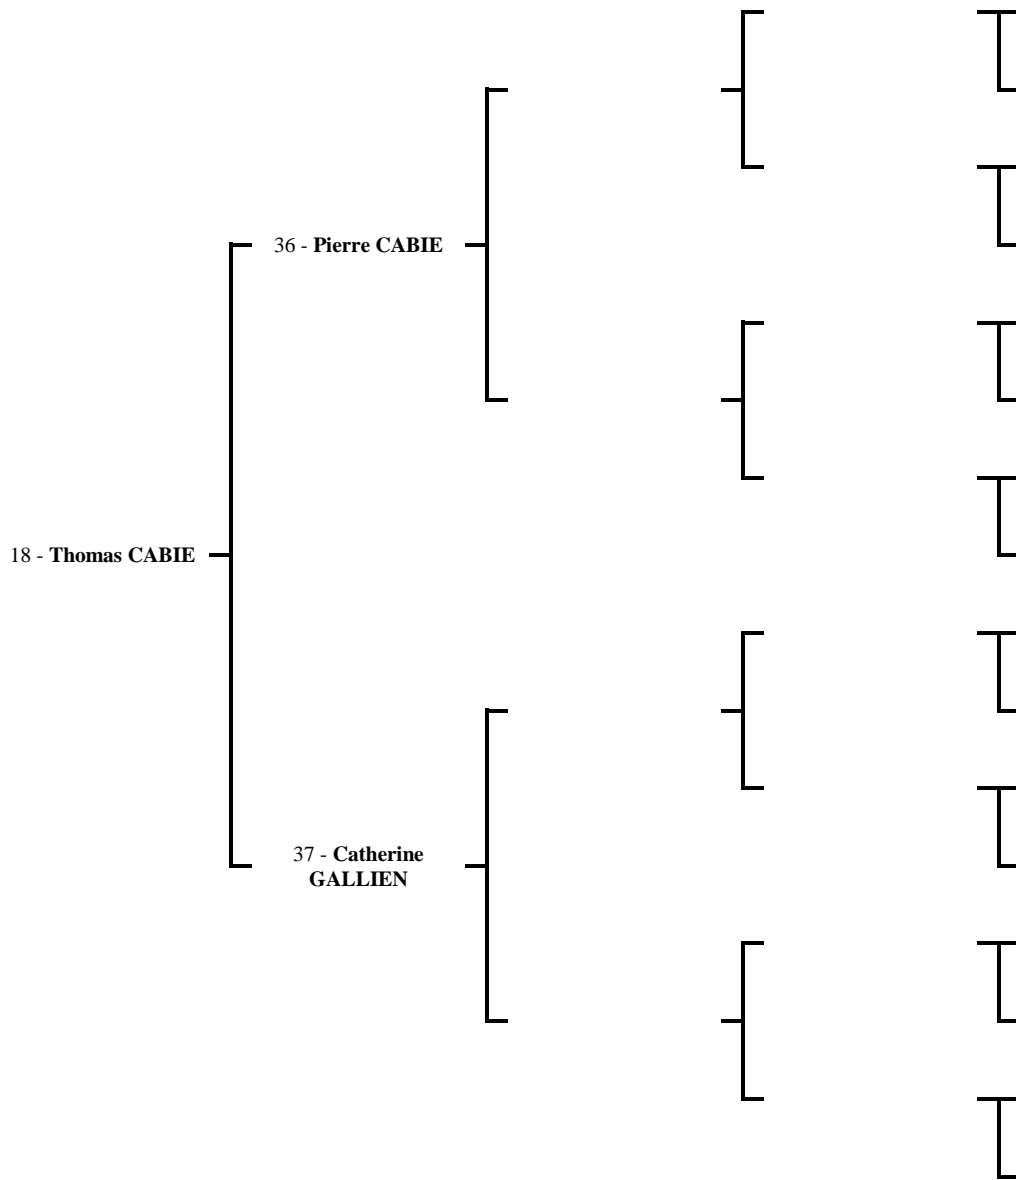 36 - Pierre CABIE
18 - Thomas CABIE
37 - Catherine
GALLIEN